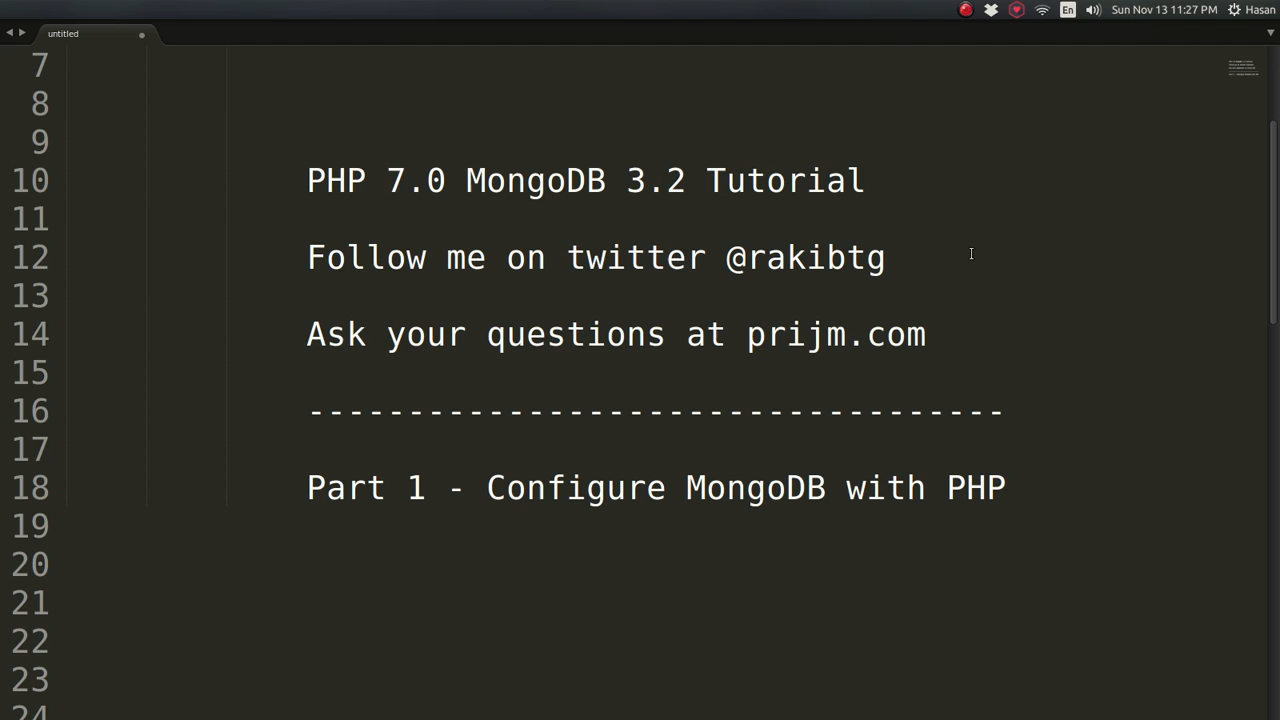 En
Sun Nov 13 11:27 PM
Hasan
untitled
7
8
9
10 PHP 7.0 MongoDB 3.2 Tutorial
11
12 Follow me on twitter @rakibtg
13
14 Ask your questions at prijm.com
15
16 -----------------------------------
17
18 Part 1 - Configure MongoDB with PHP
19
20
21
22
23
24